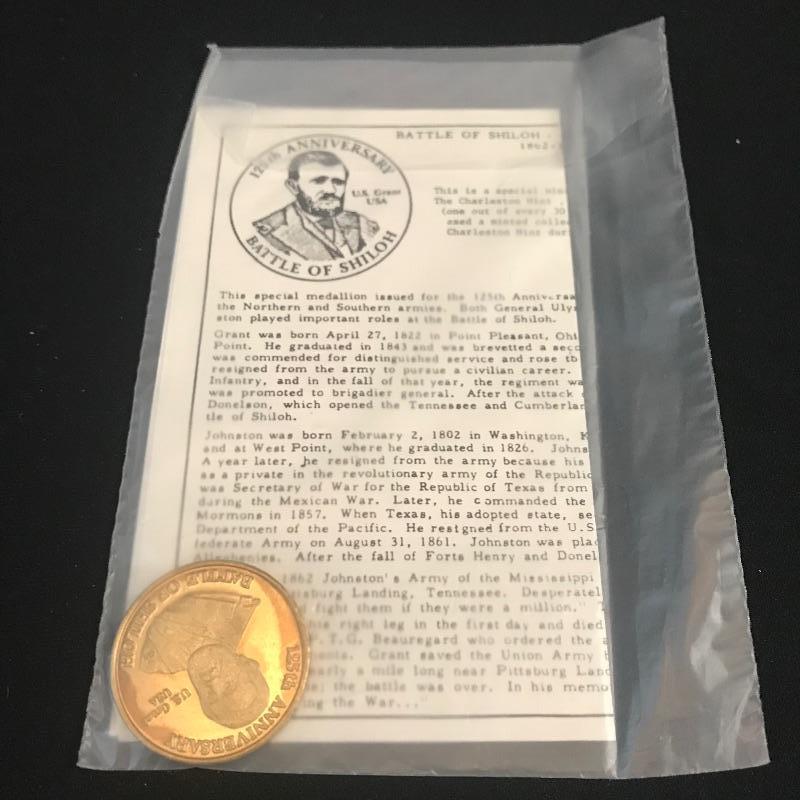 BATTLE OF SHILOH
1862-
125th ANNIVERSARY
U.S. Grant
USA
BATTLE OF SHILOH
This is a special
The Charleston Mint
(one out of every 30
a minted
Charleston Mint
This special medallion issued for the 125th
the Northern and Southern armies. Both General
ston played important roles at the Battle of Shiloh.
Grant was born April 27, 1822 in Point Pleasant,
Point. He graduated in 1843 and was brevetted a
was commended for distinguished service and rose
resigned from the army to pursue a civilian career.
Infantry, and in the fall of that year, the regiment
was promoted to brigadier general. After the attack
Donelson, which opened the Tennessee and
tle of Shiloh.
Johnston was born February 2, 1802 in Washington, K
and at West Point, where he graduated in 1826. Johns
A year later, he resigned from the army because his
as a private in the revolutionary army of the Republic
was Secretary of War for the Republic of Texas from
during the Mexican War. Later, he commanded the
Mormons in 1857. When Texas, his adopted state, se
Department of the Pacific. He resigned from the U.S
federate Army on August 31, 1861. Johnston was
Alleghenies. After the fall of Forts Henry and Donel
1862 Johnston's Army of the Mississippi
sburg Landing, Tennessee. Desperatel
fight them if they were a million."
his right leg in the first day and died
P.T.G. Beauregard who ordered the
Grant saved the Union Army
a mile long near Pittsburg Land
the battle was over. In his memo
the War..."
125th ANNIVERSARY
U.S. Grant
USA
BATTLE OF SHILOH